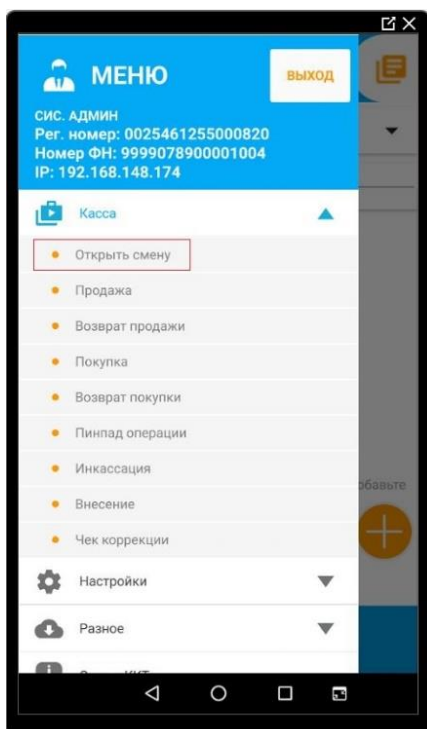 МЕНЮ
ВЫХОД
СИС. АДМИН
Рег. номер: 0025461255000820
Номер ФН: 9999078900001004
IP: 192.168.148.174
Касса
Открыть смену
Продажа
Возврат продажи
Покупка
Возврат покупки
Пинпад операции
Инкассация
Внесение
обавьте
Чек коррекции
Настройки
Разное